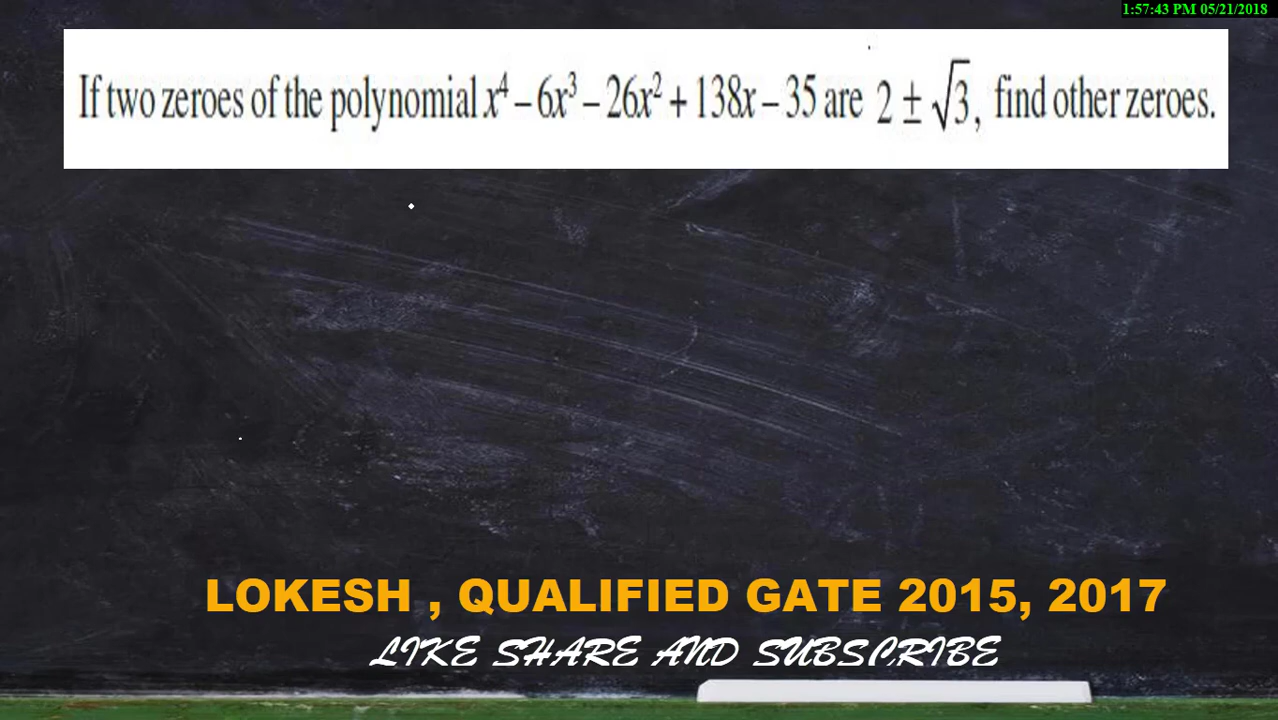 1:57:43 PM 05/21/2018
If two zeroes of the polynomial x⁴ – 6x³ – 26x² + 138x – 35 are 2 ± √3, find other zeroes.
LOKESH , QUALIFIED GATE 2015, 2017
LIKE SHARE AND SUBSCRIBE